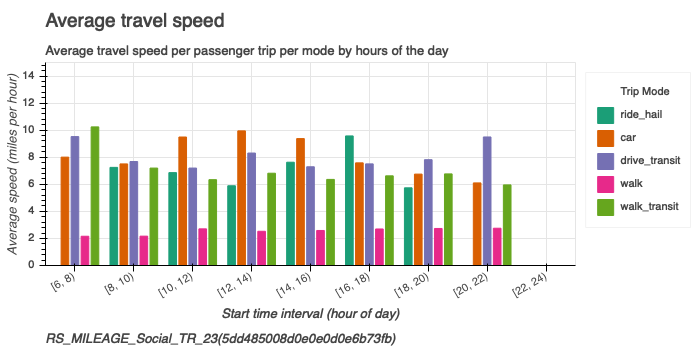 Average travel speed
Average travel speed per passenger trip per mode by hours of the day
Average speed (miles per hour)
14
12
10
8
6
4
2
0
[6, 8)
[8, 10)
[10, 12)
[12, 14)
[14, 16)
[16, 18)
[18, 20)
[20, 22)
[22, 24)
Start time interval (hour of day)
Trip Mode
ride_hail
car
drive_transit
walk
walk_transit
RS_MILEAGE_Social_TR_23(5dd485008d0e0e0d0e6b73fb)